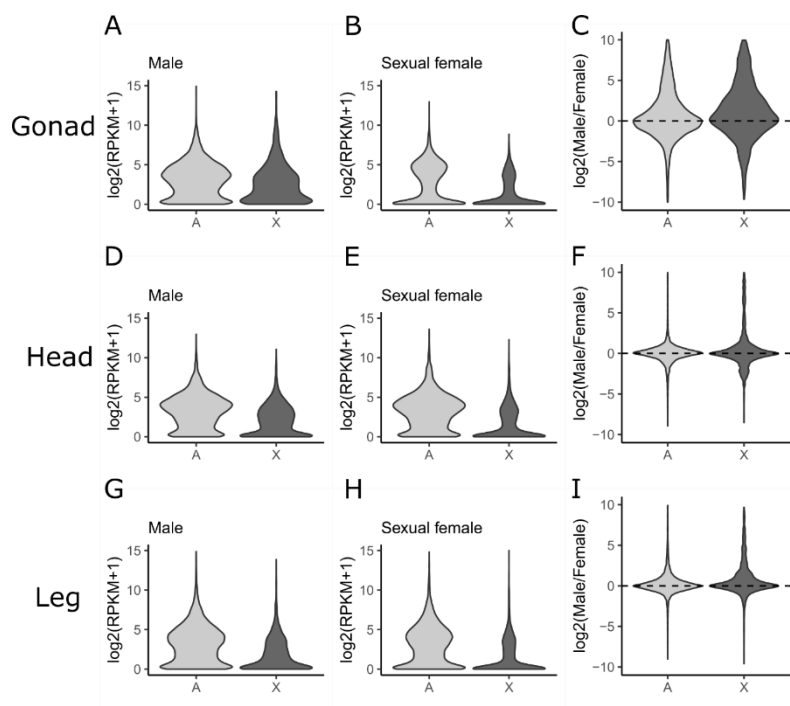 A
Male
log2(RPKM+1)
15
10
5
0
A
X
B
Sexual female
log2(RPKM+1)
15
10
5
0
A
X
C
log2(Male/Female)
10
5
0
−5
−10
A
X
Gonad
D
Male
log2(RPKM+1)
15
10
5
0
A
X
E
Sexual female
log2(RPKM+1)
15
10
5
0
A
X
F
log2(Male/Female)
10
5
0
−5
−10
A
X
Head
G
Male
log2(RPKM+1)
15
10
5
0
A
X
H
Sexual female
log2(RPKM+1)
15
10
5
0
A
X
I
log2(Male/Female)
10
5
0
−5
−10
A
X
Leg